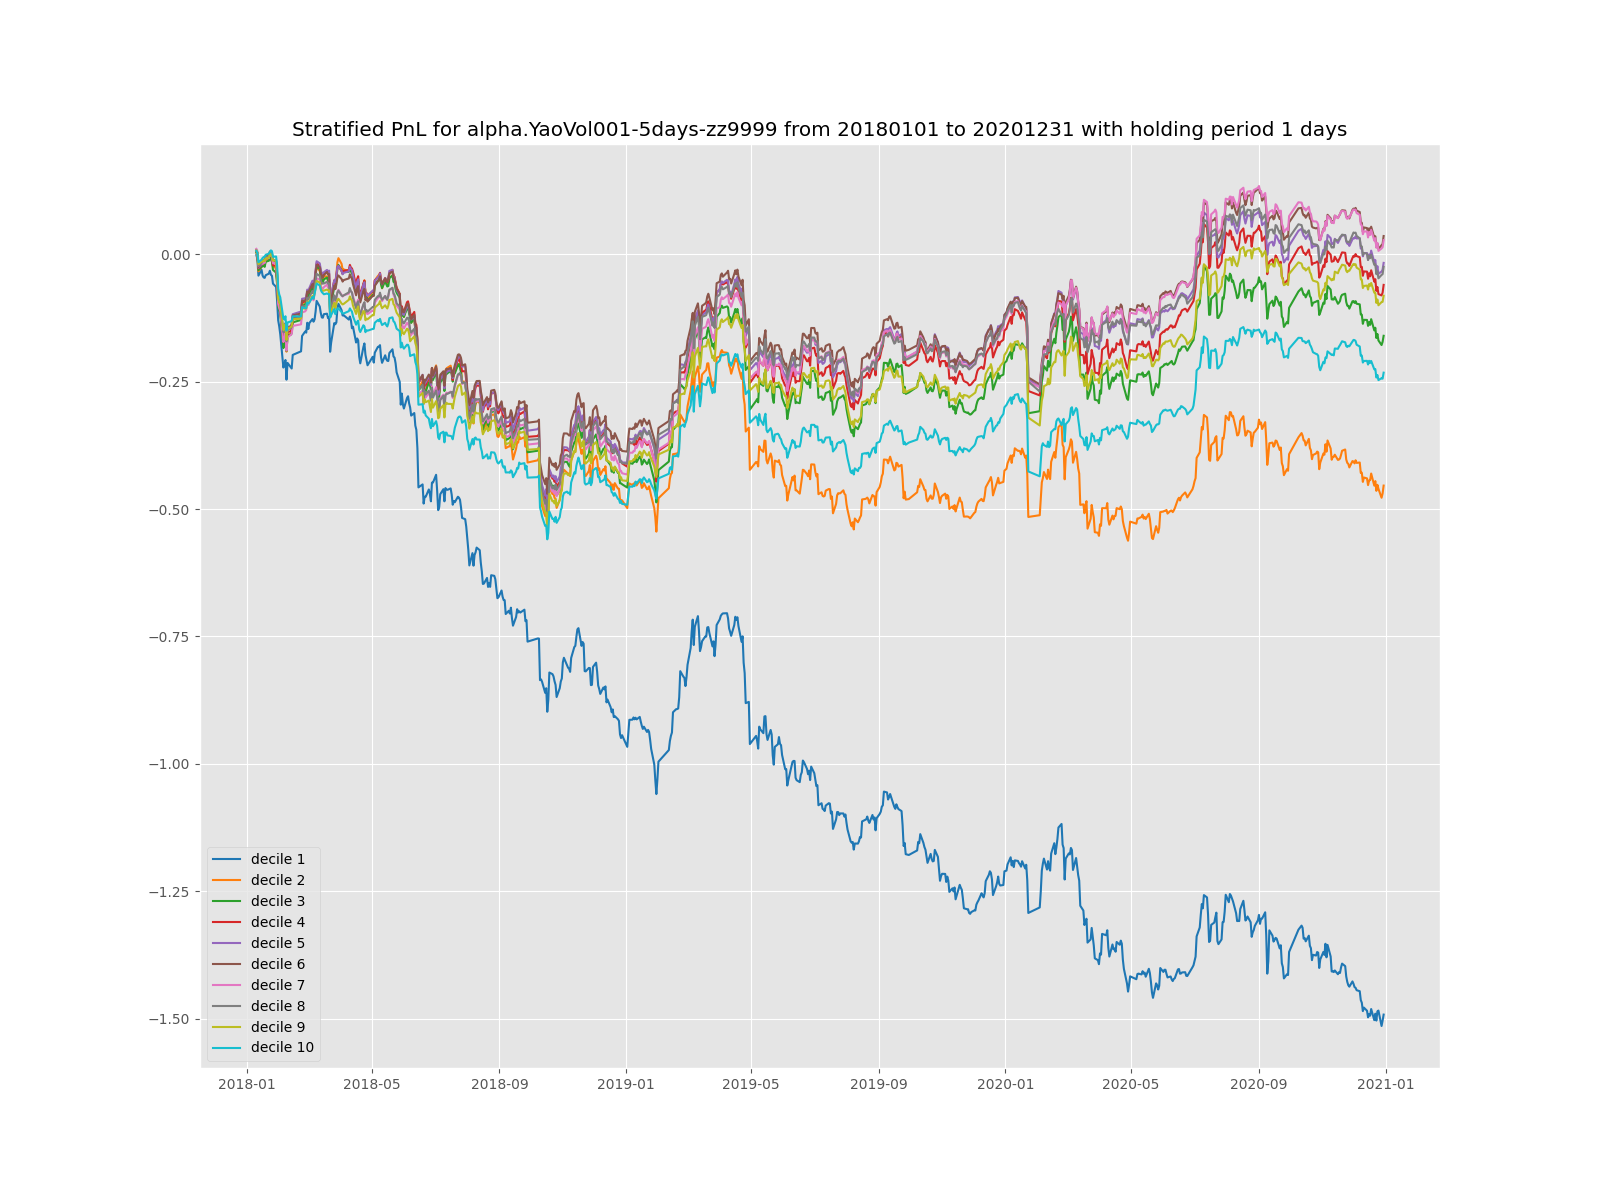 Stratified PnL for alpha.YaoVol001-5days-zz9999 from 20180101 to 20201231 with holding period 1 days
0.00
−0.25
−0.50
−0.75
−1.00
−1.25
−1.50
decile 1
decile 2
decile 3
decile 4
decile 5
decile 6
decile 7
decile 8
decile 9
decile 10
2018-01 2018-05 2018-09 2019-01 2019-05 2019-09 2020-01 2020-05 2020-09 2021-01